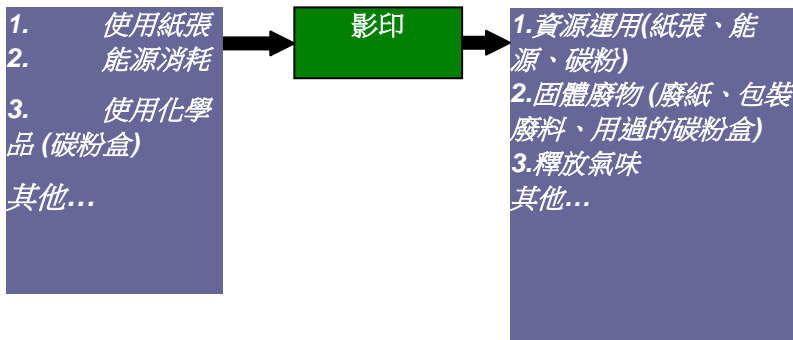 1. 使用紙張
2. 能源消耗
3. 使用化學
品 (碳粉盒)
其他...
影印
1.資源運用(紙張、能
源、碳粉)
2.固體廢物 (廢紙、包裝
廢料、用過的碳粉盒)
3.釋放氣味
其他...